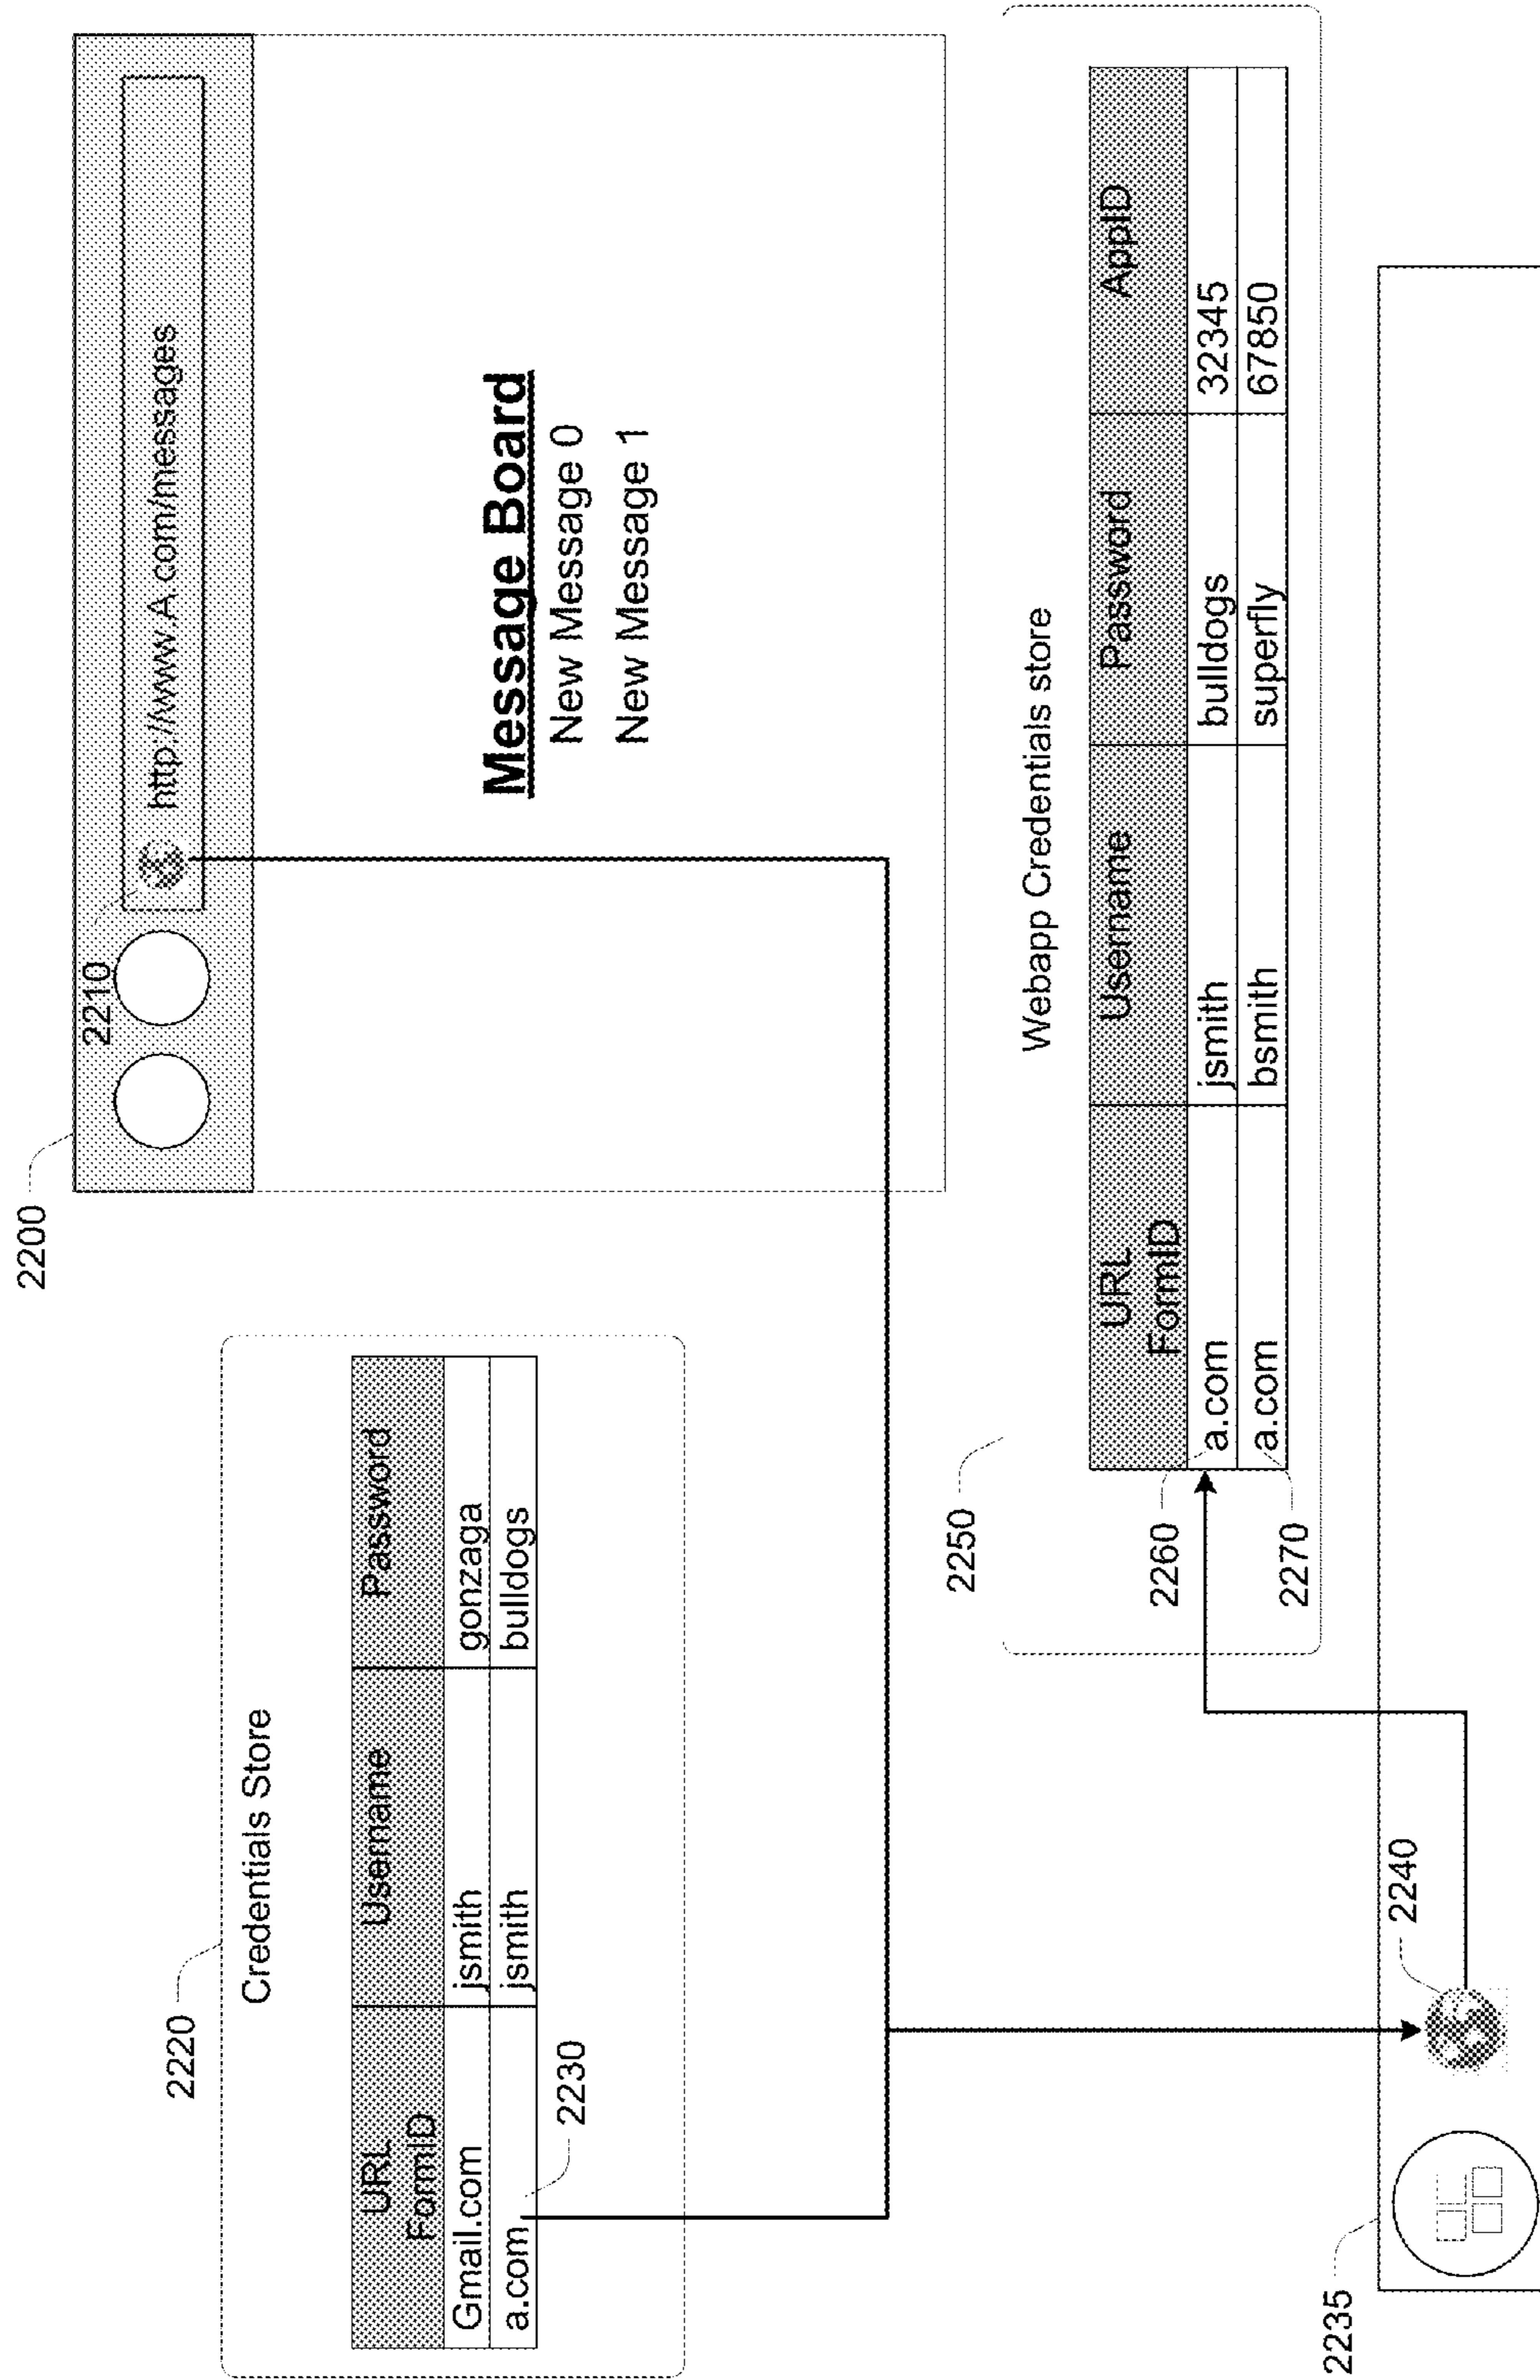 2200
2210
http://www.A.com/messages
Message Board
New Message 0
New Message 1
2220
Credentials Store
URL FormID Username Password
Gmail.com jsmith gonzaga
a.com jsmith bulldogs
2230
Webapp Credentials store
2250
URL FormID Username Password AppID
2260 a.com jsmith bulldogs 32345
2270 a.com bsmith superfly 67850
2235
2240